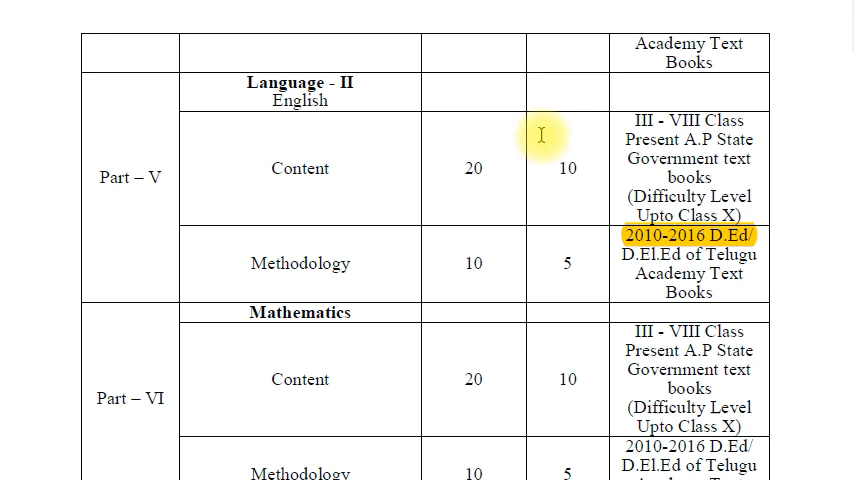 Academy Text
Books
Language - II
English
Part – V
Content
20
10
III - VIII Class
Present A.P State
Government text
books
(Difficulty Level
Upto Class X)
Methodology
10
5
2010-2016 D.Ed/
D.El.Ed of Telugu
Academy Text
Books
Mathematics
Part – VI
Content
20
10
III - VIII Class
Present A.P State
Government text
books
(Difficulty Level
Upto Class X)
Methodology
10
5
2010-2016 D.Ed/
D.El.Ed of Telugu